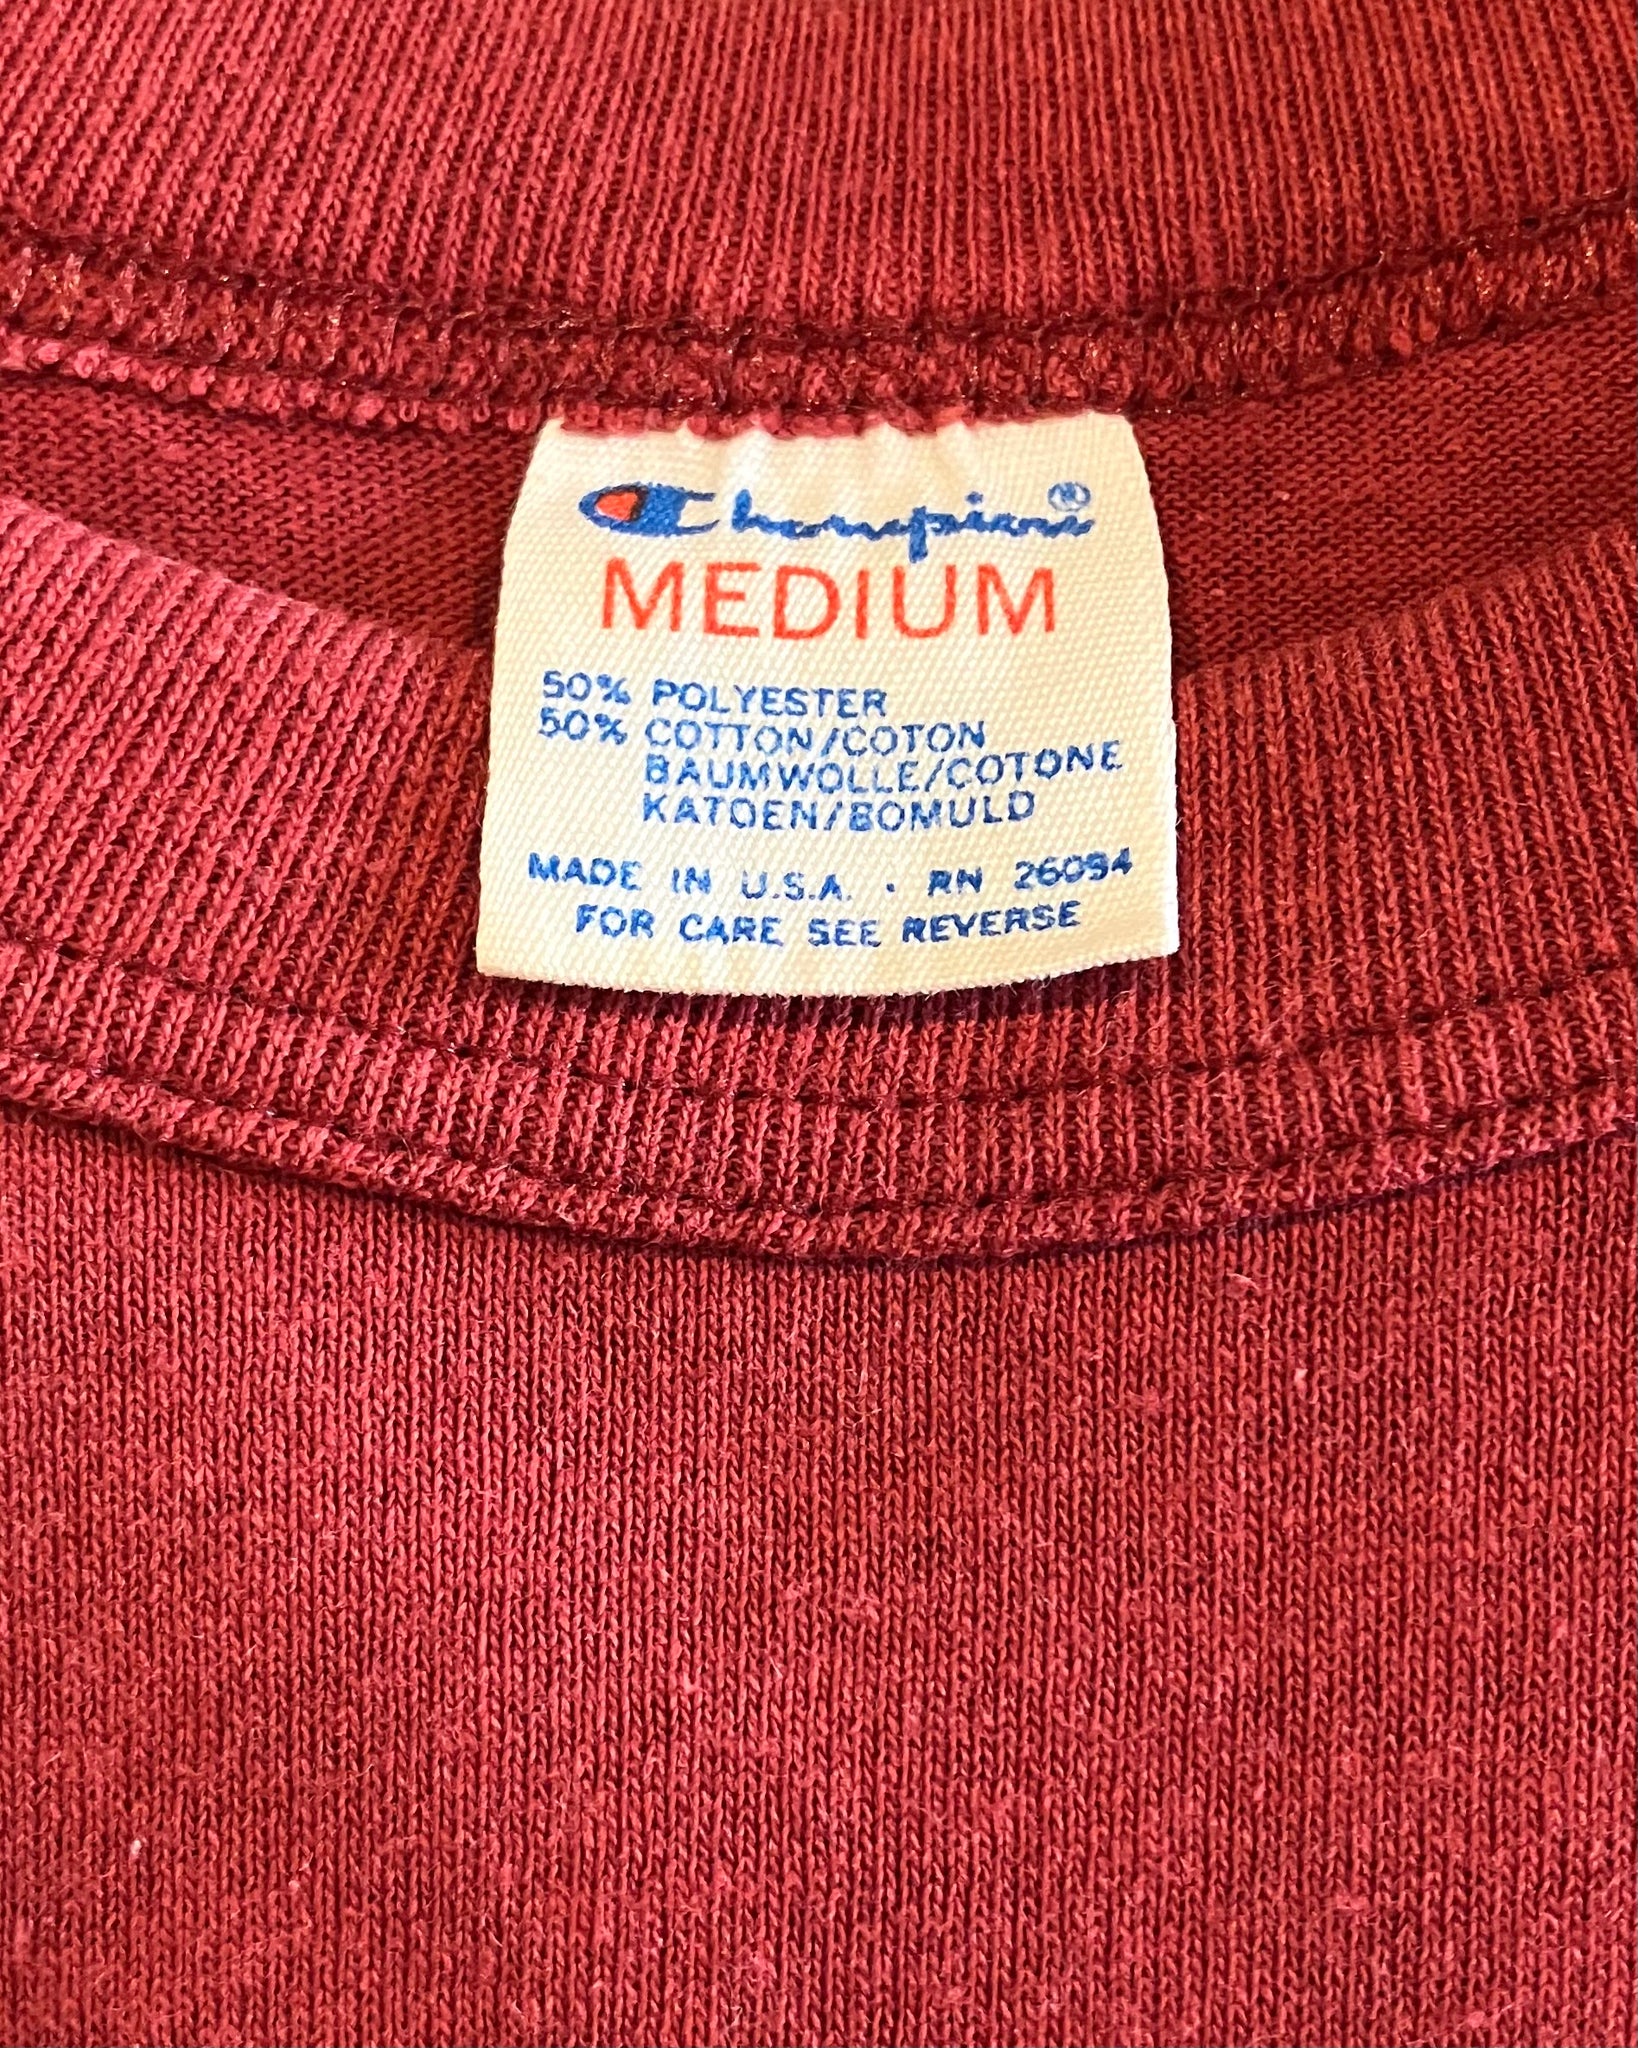 Champion®
MEDIUM
50% POLYESTER
50% COTTON/COTON
BAUMWOLLE/COTONE
KATOEN/BOMULD
MADE IN U.S.A. · RN 26094
FOR CARE SEE REVERSE